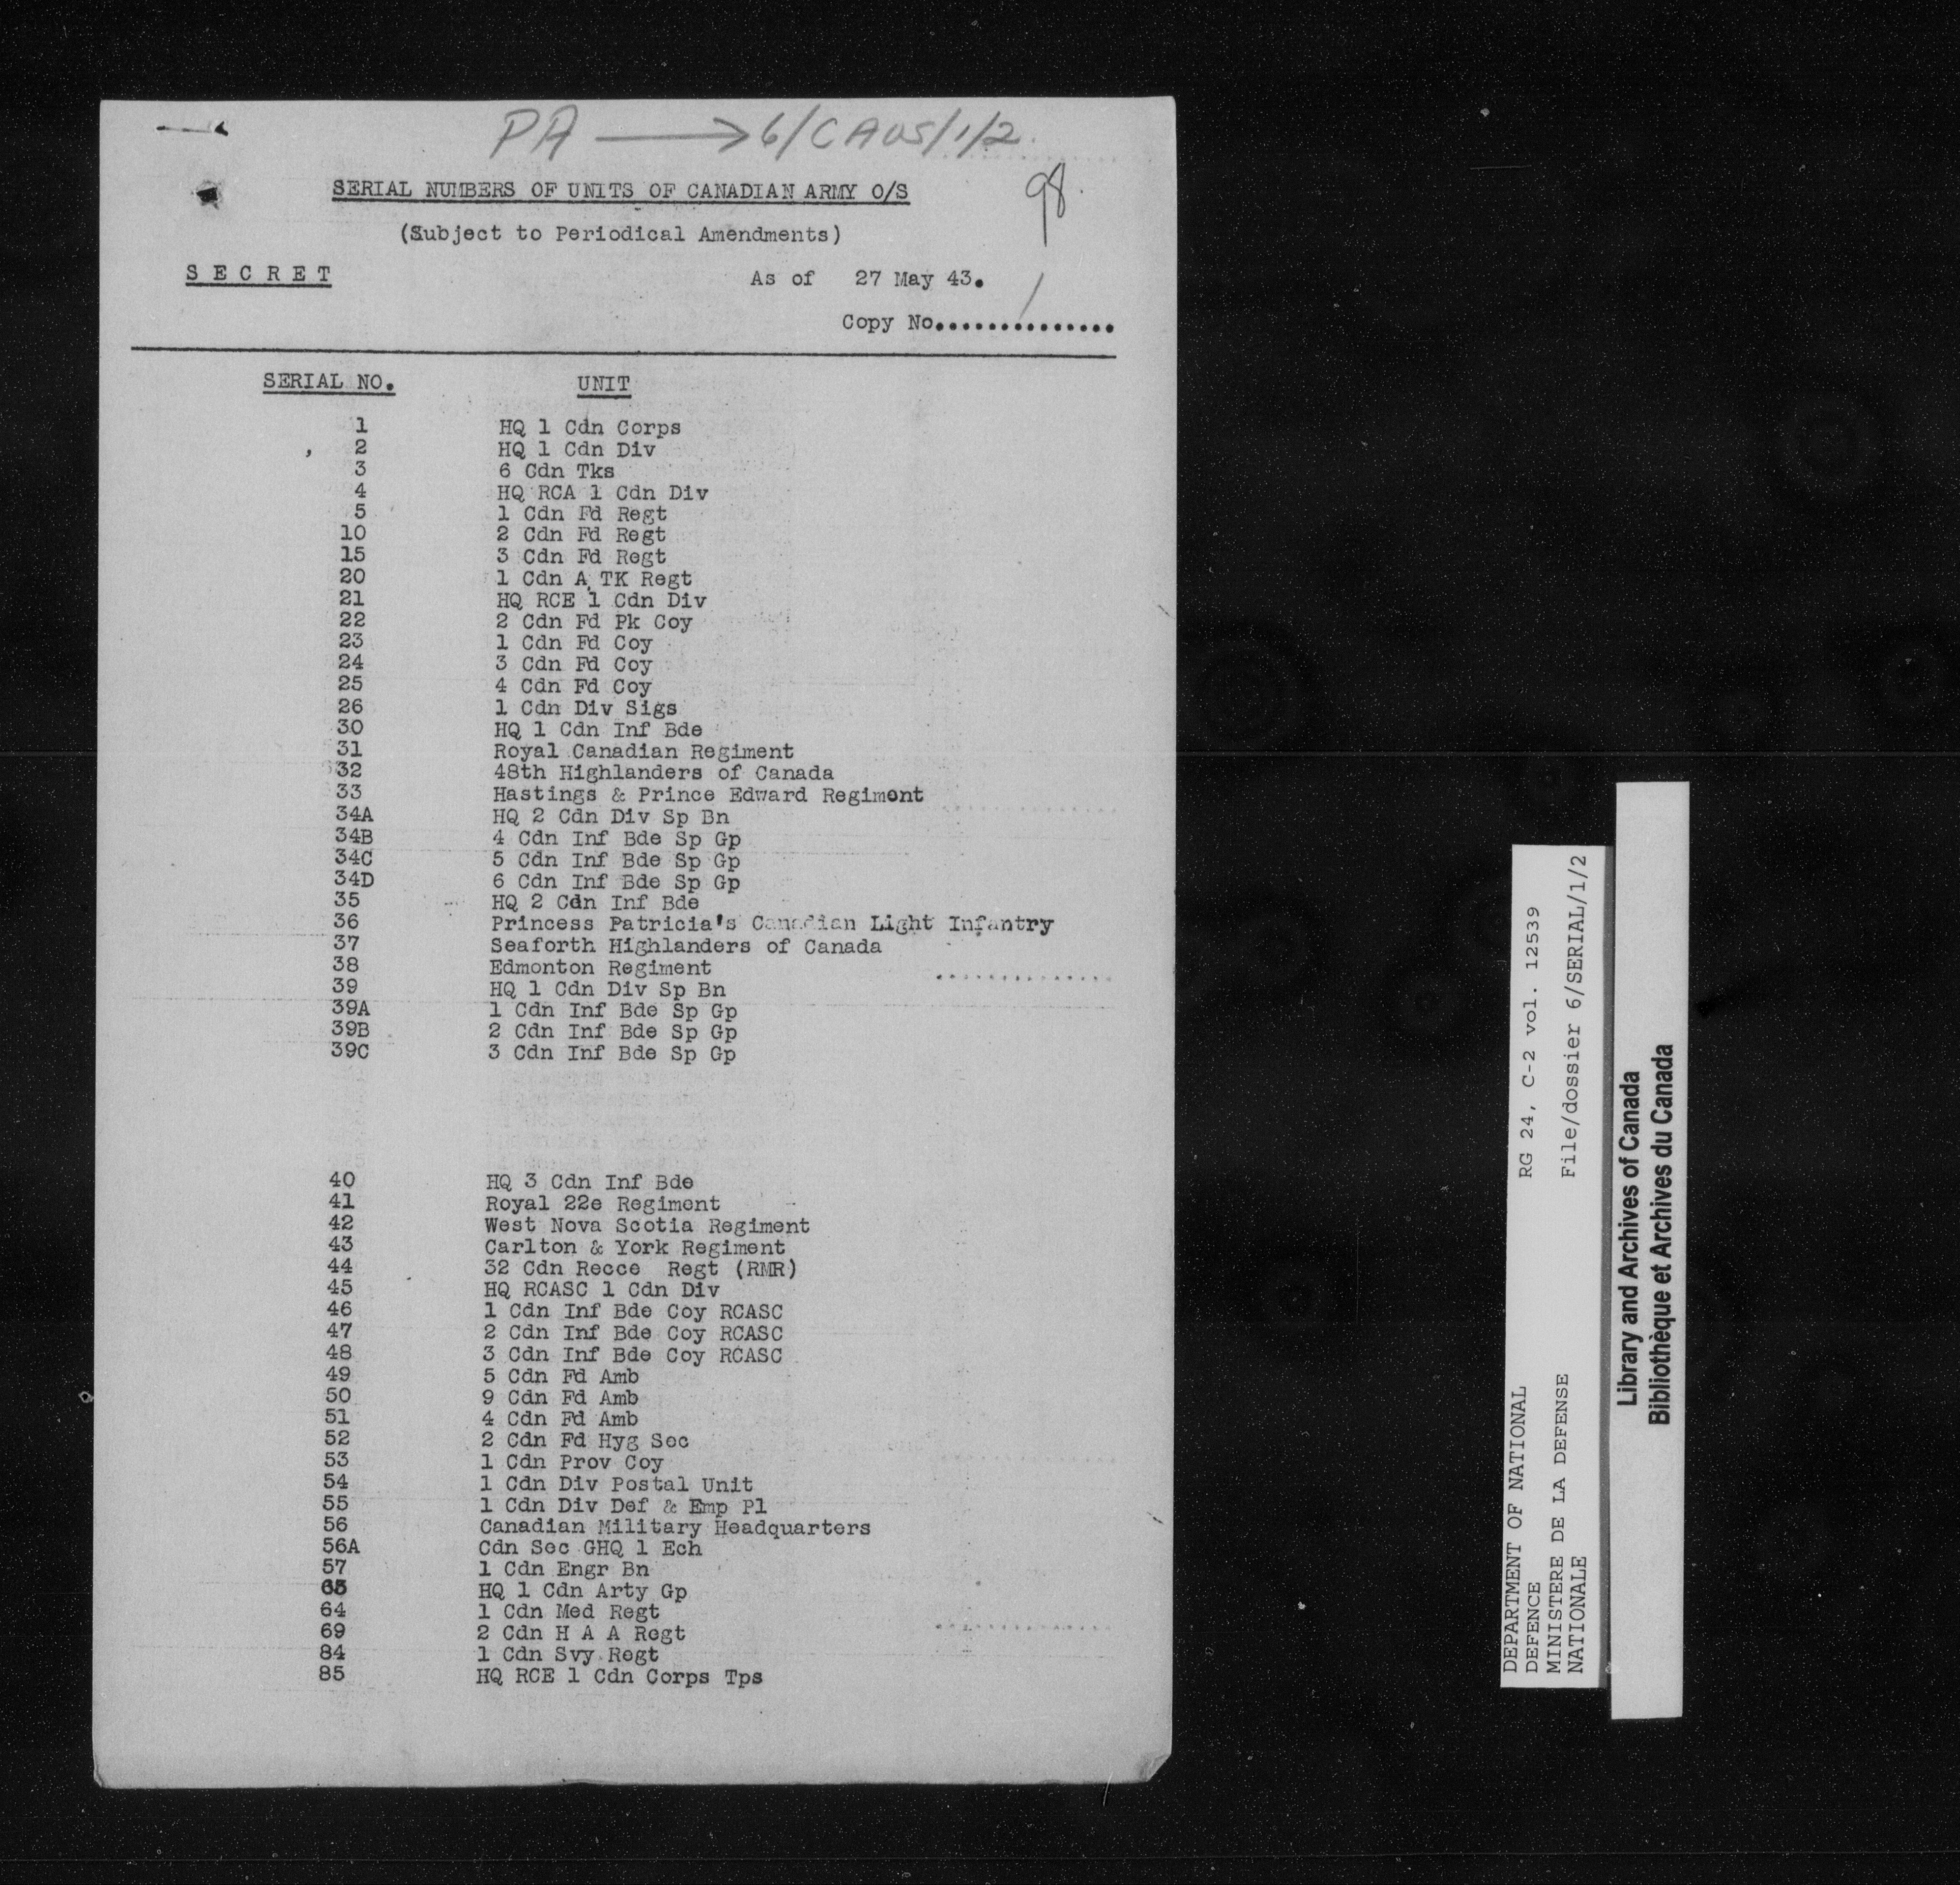 PA → 6/CAOS/1/2
SERIAL NUMBERS OF UNITS OF CANADIAN ARMY O/S
98
(Subject to Periodical Amendments)
S E C R E T
As of 27 May 43.
Copy No............... 1
SERIAL NO. UNIT
1 HQ 1 Cdn Corps
2 HQ 1 Cdn Div
3 6 Cdn Tks
4 HQ RCA 1 Cdn Div
5 1 Cdn Fd Regt
10 2 Cdn Fd Regt
15 3 Cdn Fd Regt
20 1 Cdn A TK Regt
21 HQ RCE 1 Cdn Div
22 2 Cdn Fd Pk Coy
23 1 Cdn Fd Coy
24 3 Cdn Fd Coy
25 4 Cdn Fd Coy
26 1 Cdn Div Sigs
30 HQ 1 Cdn Inf Bde
31 Royal Canadian Regiment
32 48th Highlanders of Canada
33 Hastings & Prince Edward Regiment
34A HQ 2 Cdn Div Sp Bn
34B 4 Cdn Inf Bde Sp Gp
34C 5 Cdn Inf Bde Sp Gp
34D 6 Cdn Inf Bde Sp Gp
35 HQ 2 Cdn Inf Bde
36 Princess Patricia's Canadian Light Infantry
37 Seaforth Highlanders of Canada
38 Edmonton Regiment
39 HQ 1 Cdn Div Sp Bn
39A 1 Cdn Inf Bde Sp Gp
39B 2 Cdn Inf Bde Sp Gp
39C 3 Cdn Inf Bde Sp Gp
40 HQ 3 Cdn Inf Bde
41 Royal 22e Regiment
42 West Nova Scotia Regiment
43 Carlton & York Regiment
44 32 Cdn Recce Regt (RMR)
45 HQ RCASC 1 Cdn Div
46 1 Cdn Inf Bde Coy RCASC
47 2 Cdn Inf Bde Coy RCASC
48 3 Cdn Inf Bde Coy RCASC
49 5 Cdn Fd Amb
50 9 Cdn Fd Amb
51 4 Cdn Fd Amb
52 2 Cdn Fd Hyg Sec
53 1 Cdn Prov Coy
54 1 Cdn Div Postal Unit
55 1 Cdn Div Def & Emp Pl
56 Canadian Military Headquarters
56A Cdn Sec GHQ 1 Ech
57 1 Cdn Engr Bn
HQ 1 Cdn Arty Gp
64 1 Cdn Med Regt
69 2 Cdn H A A Regt
84 1 Cdn Svy Regt
85 HQ RCE 1 Cdn Corps Tps
DEPARTMENT OF NATIONAL RG 24, C-2 vol. 12539
DEFENCE
MINISTERE DE LA DEFENSE File/dossier 6/SERIAL/1/2
NATIONALE
Library and Archives of Canada
Bibliothèque et Archives du Canada